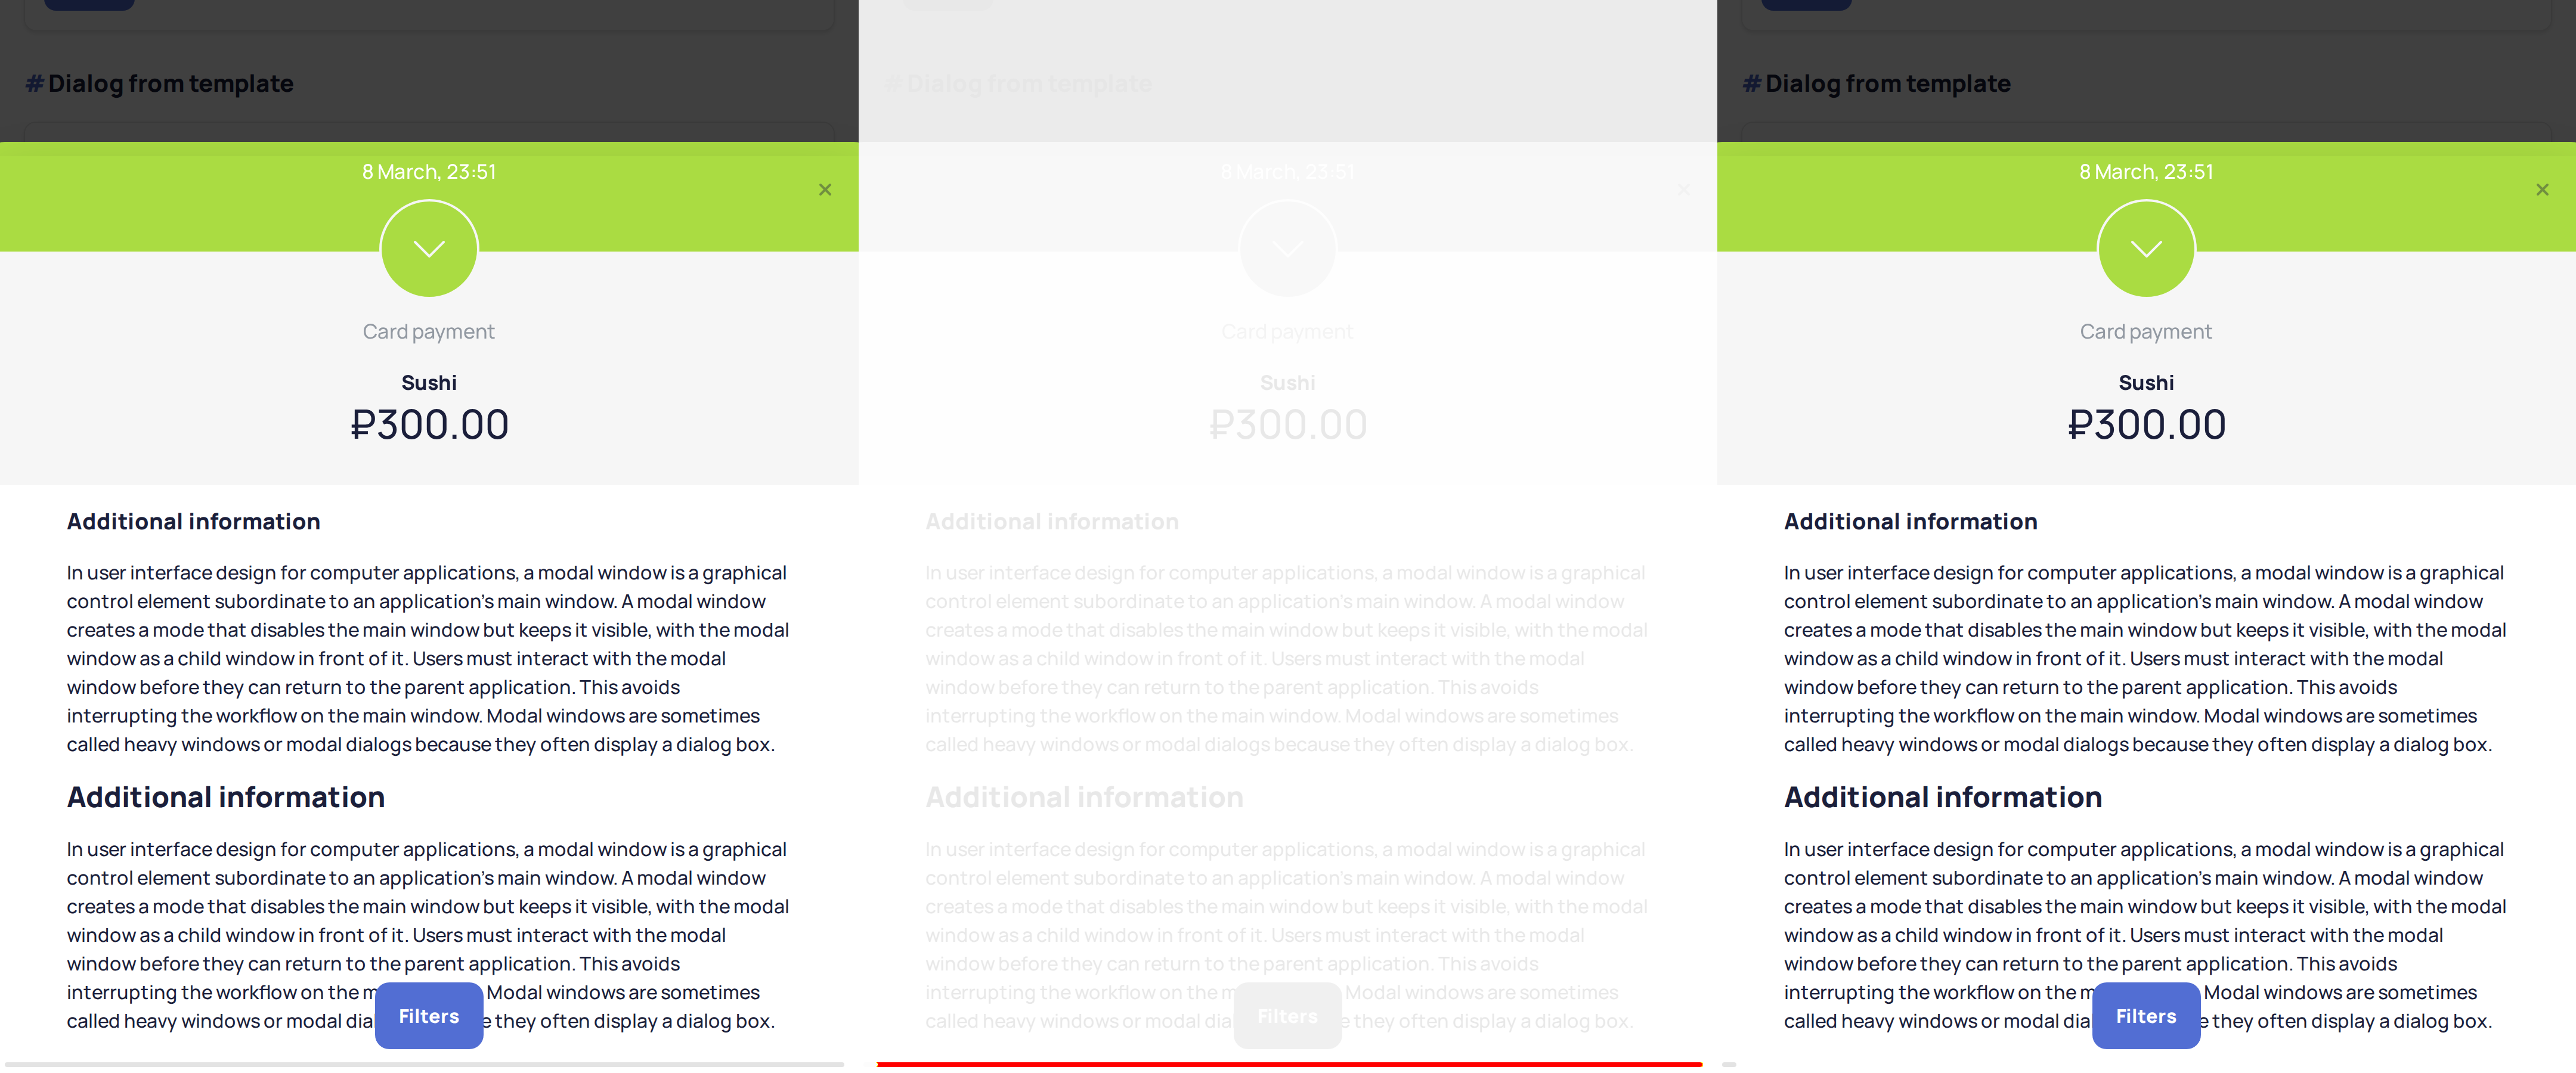 # Dialog from template
8 March, 23:51
×
Card payment
Sushi
₽300.00
Additional information
In user interface design for computer applications, a modal window is a graphical
control element subordinate to an application's main window. A modal window
creates a mode that disables the main window but keeps it visible, with the modal
window as a child window in front of it. Users must interact with the modal
window before they can return to the parent application. This avoids
interrupting the workflow on the main window. Modal windows are sometimes
called heavy windows or modal dialogs because they often display a dialog box.
Additional information
In user interface design for computer applications, a modal window is a graphical
control element subordinate to an application's main window. A modal window
creates a mode that disables the main window but keeps it visible, with the modal
window as a child window in front of it. Users must interact with the modal
window before they can return to the parent application. This avoids
interrupting the workflow on the m Modal windows are sometimes
called heavy windows or modal dial e they often display a dialog box.
Filters
# Dialog from template
8 March, 23:51
×
Card payment
Sushi
₽300.00
Additional information
In user interface design for computer applications, a modal window is a graphical
control element subordinate to an application's main window. A modal window
creates a mode that disables the main window but keeps it visible, with the modal
window as a child window in front of it. Users must interact with the modal
window before they can return to the parent application. This avoids
interrupting the workflow on the main window. Modal windows are sometimes
called heavy windows or modal dialogs because they often display a dialog box.
Additional information
In user interface design for computer applications, a modal window is a graphical
control element subordinate to an application's main window. A modal window
creates a mode that disables the main window but keeps it visible, with the modal
window as a child window in front of it. Users must interact with the modal
window before they can return to the parent application. This avoids
interrupting the workflow on the m Modal windows are sometimes
called heavy windows or modal dia e they often display a dialog box.
Filters
# Dialog from template
8 March, 23:51
×
Card payment
Sushi
₽300.00
Additional information
In user interface design for computer applications, a modal window is a graphical
control element subordinate to an application's main window. A modal window
creates a mode that disables the main window but keeps it visible, with the modal
window as a child window in front of it. Users must interact with the modal
window before they can return to the parent application. This avoids
interrupting the workflow on the main window. Modal windows are sometimes
called heavy windows or modal dialogs because they often display a dialog box.
Additional information
In user interface design for computer applications, a modal window is a graphical
control element subordinate to an application's main window. A modal window
creates a mode that disables the main window but keeps it visible, with the modal
window as a child window in front of it. Users must interact with the modal
window before they can return to the parent application. This avoids
interrupting the workflow on the m Modal windows are sometimes
called heavy windows or modal dial e they often display a dialog box.
Filters